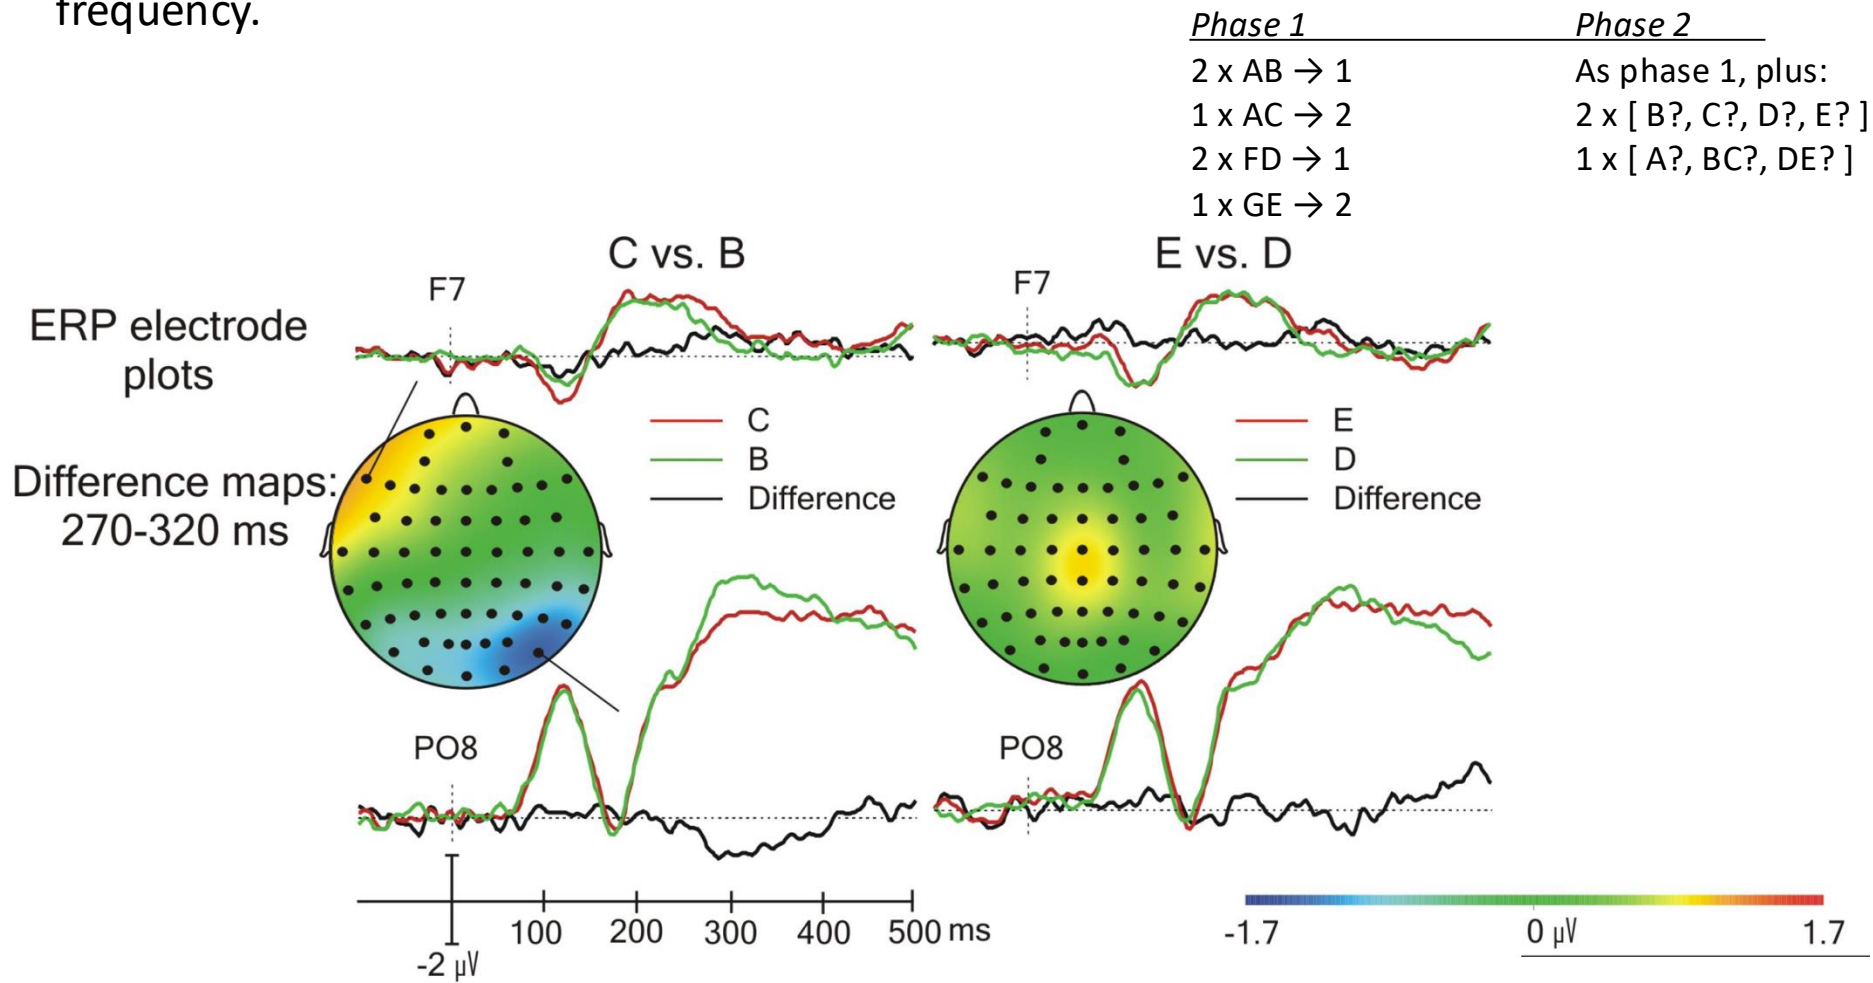 frequency.
Phase 1 Phase 2
2 x AB → 1 As phase 1, plus:
1 x AC → 2 2 x [ B?, C?, D?, E? ]
2 x FD → 1 1 x [ A?, BC?, DE? ]
1 x GE → 2
C vs. B E vs. D
F7 F7
ERP electrode
plots
C E
B D
Difference Difference
Difference maps:
270-320 ms
PO8 PO8
100 200 300 400 500 ms
-2 μV
-1.7 0 μV 1.7